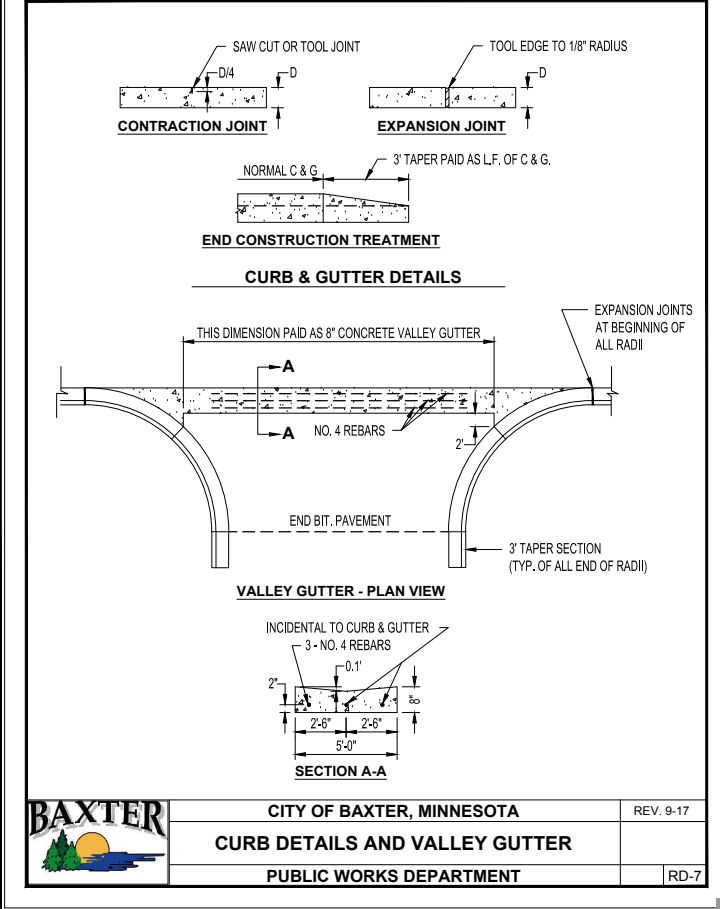 SAW CUT OR TOOL JOINT
D/4
D
CONTRACTION JOINT
TOOL EDGE TO 1/8" RADIUS
D
EXPANSION JOINT
NORMAL C & G
3' TAPER PAID AS L.F. OF C & G.
END CONSTRUCTION TREATMENT
CURB & GUTTER DETAILS
THIS DIMENSION PAID AS 8" CONCRETE VALLEY GUTTER
EXPANSION JOINTS
AT BEGINNING OF
ALL RADII
A
A
NO. 4 REBARS
2'
END BIT. PAVEMENT
3' TAPER SECTION
(TYP. OF ALL END OF RADII)
VALLEY GUTTER - PLAN VIEW
INCIDENTAL TO CURB & GUTTER
3 - NO. 4 REBARS
0.1'
2"
8"
2'-6"
2'-6"
5'-0"
SECTION A-A
BAXTER
CITY OF BAXTER, MINNESOTA
REV. 9-17
CURB DETAILS AND VALLEY GUTTER
PUBLIC WORKS DEPARTMENT
RD-7